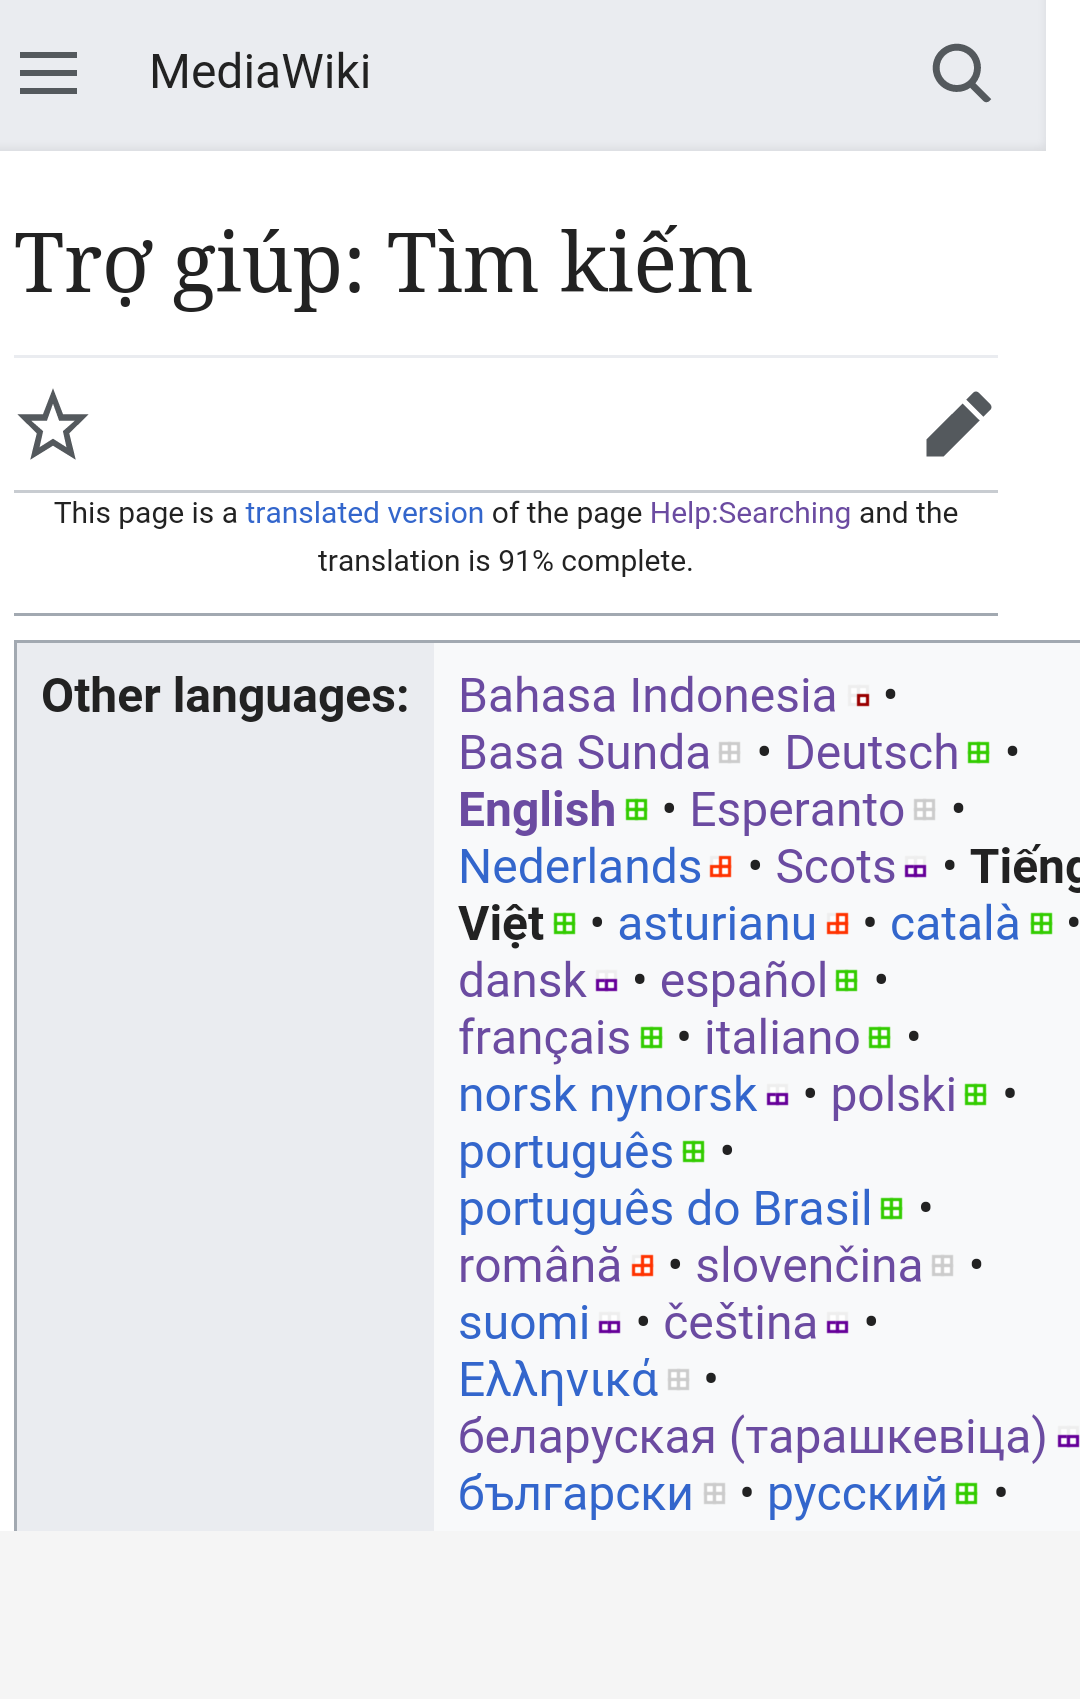 MediaWiki
Trợ giúp: Tìm kiếm
This page is a translated version of the page Help:Searching and the
translation is 91% complete.
Other languages:
Bahasa Indonesia •
Basa Sunda • Deutsch •
English • Esperanto •
Nederlands • Scots • Tiếng
Việt • asturianu • català •
dansk • español •
français • italiano •
norsk nynorsk • polski •
português •
português do Brasil •
română • slovenčina •
suomi • čeština •
Ελληνικά •
беларуская (тарашкевіца)
български • русский •